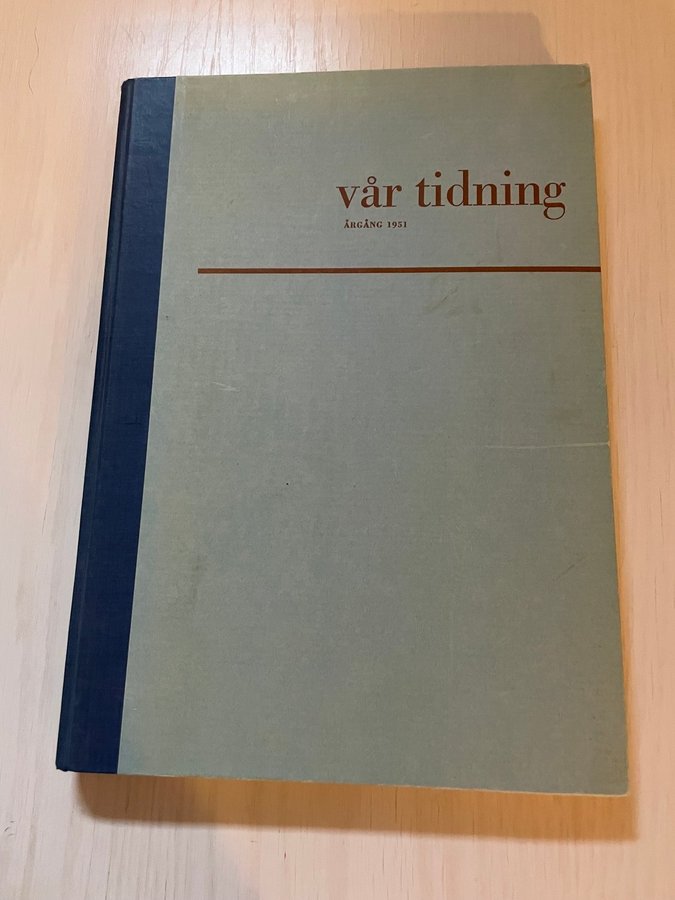 vår tidning
ÅRGÅNG 1951